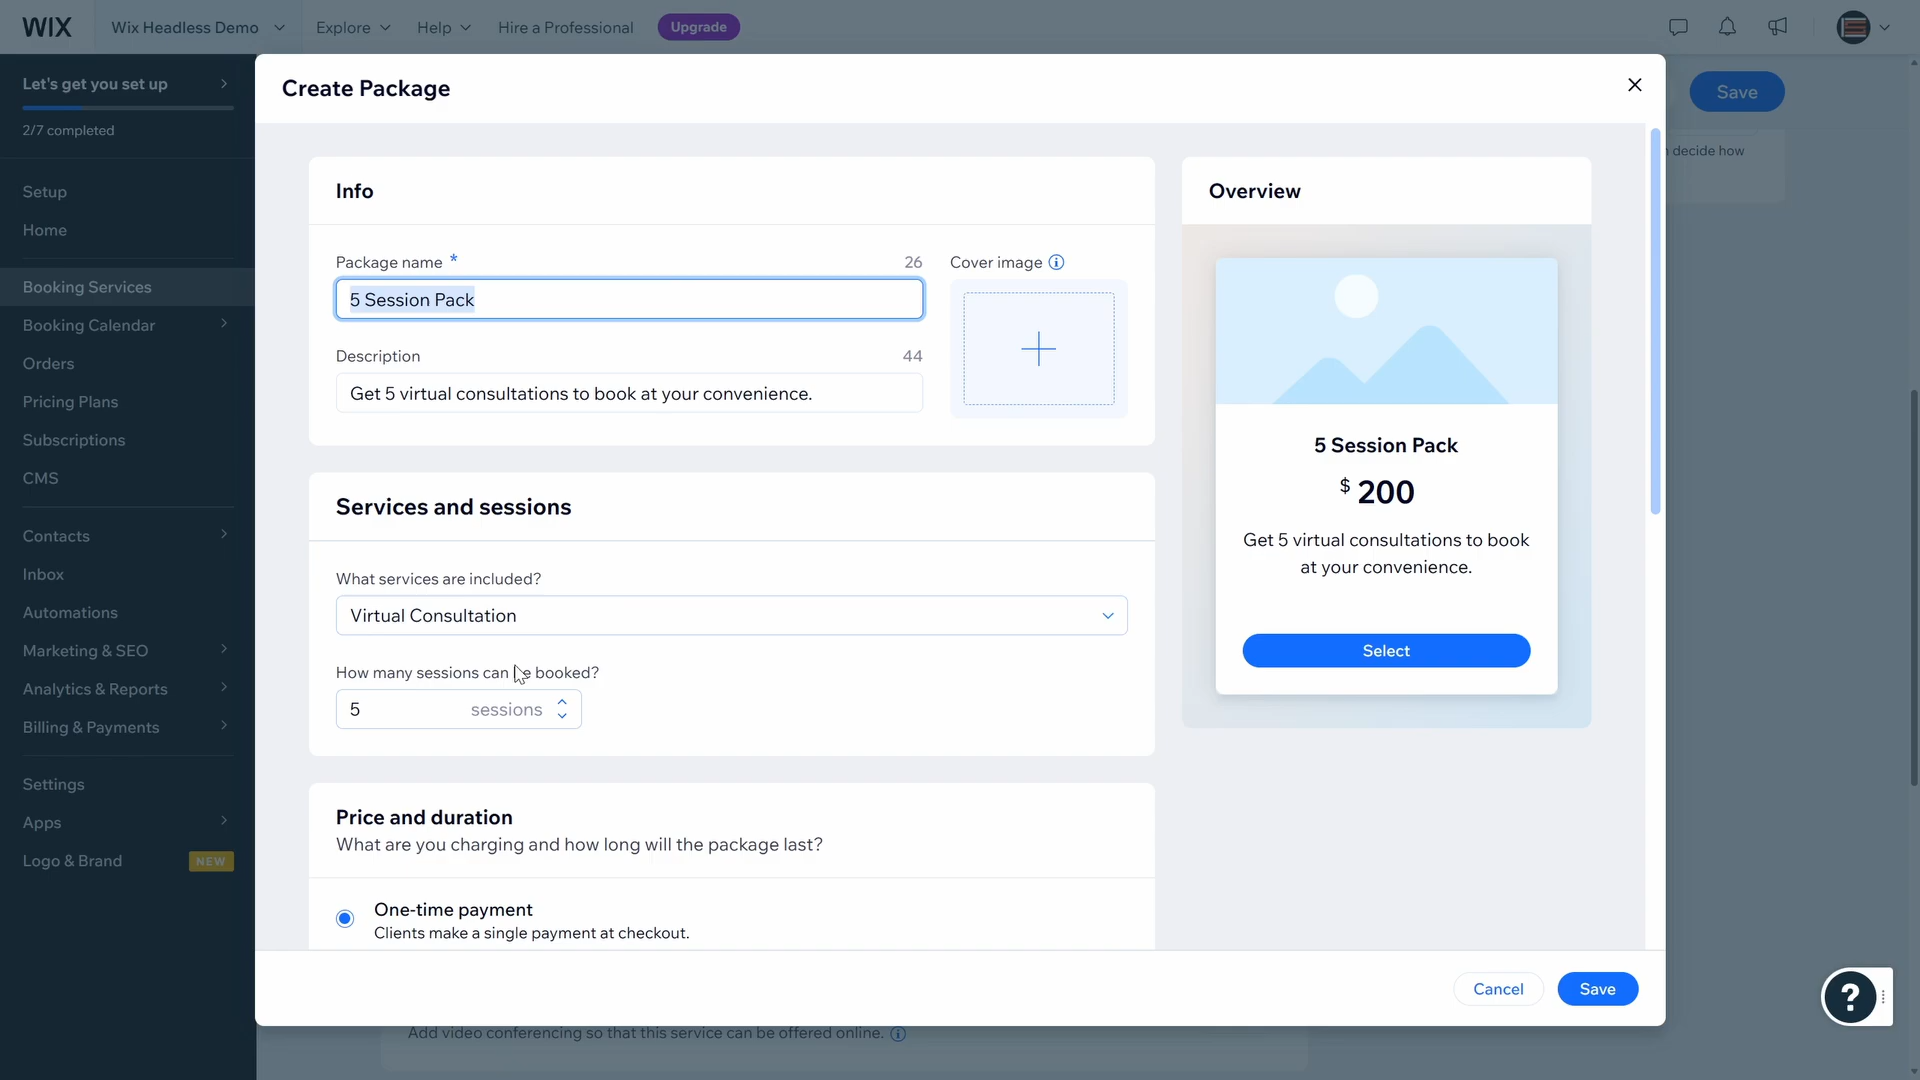 WIX
Wix Headless Demo
Explore
Help
Hire a Professional
Upgrade
Let's get you set up
2/7 completed
Setup
Home
Booking Services
Booking Calendar
Orders
Pricing Plans
Subscriptions
CMS
Contacts
Inbox
Automations
Marketing & SEO
Analytics & Reports
Billing & Payments
Settings
Apps
Logo & Brand NEW
Create Package
Save
decide how
Info
Package name * 26
5 Session Pack
Cover image
Description 44
Get 5 virtual consultations to book at your convenience.
Services and sessions
What services are included?
Virtual Consultation
How many sessions can be booked?
5 sessions
Price and duration
What are you charging and how long will the package last?
One-time payment
Clients make a single payment at checkout.
Overview
5 Session Pack
$ 200
Get 5 virtual consultations to book
at your convenience.
Select
Cancel
Save
Add video conferencing so that this service can be offered online.
?